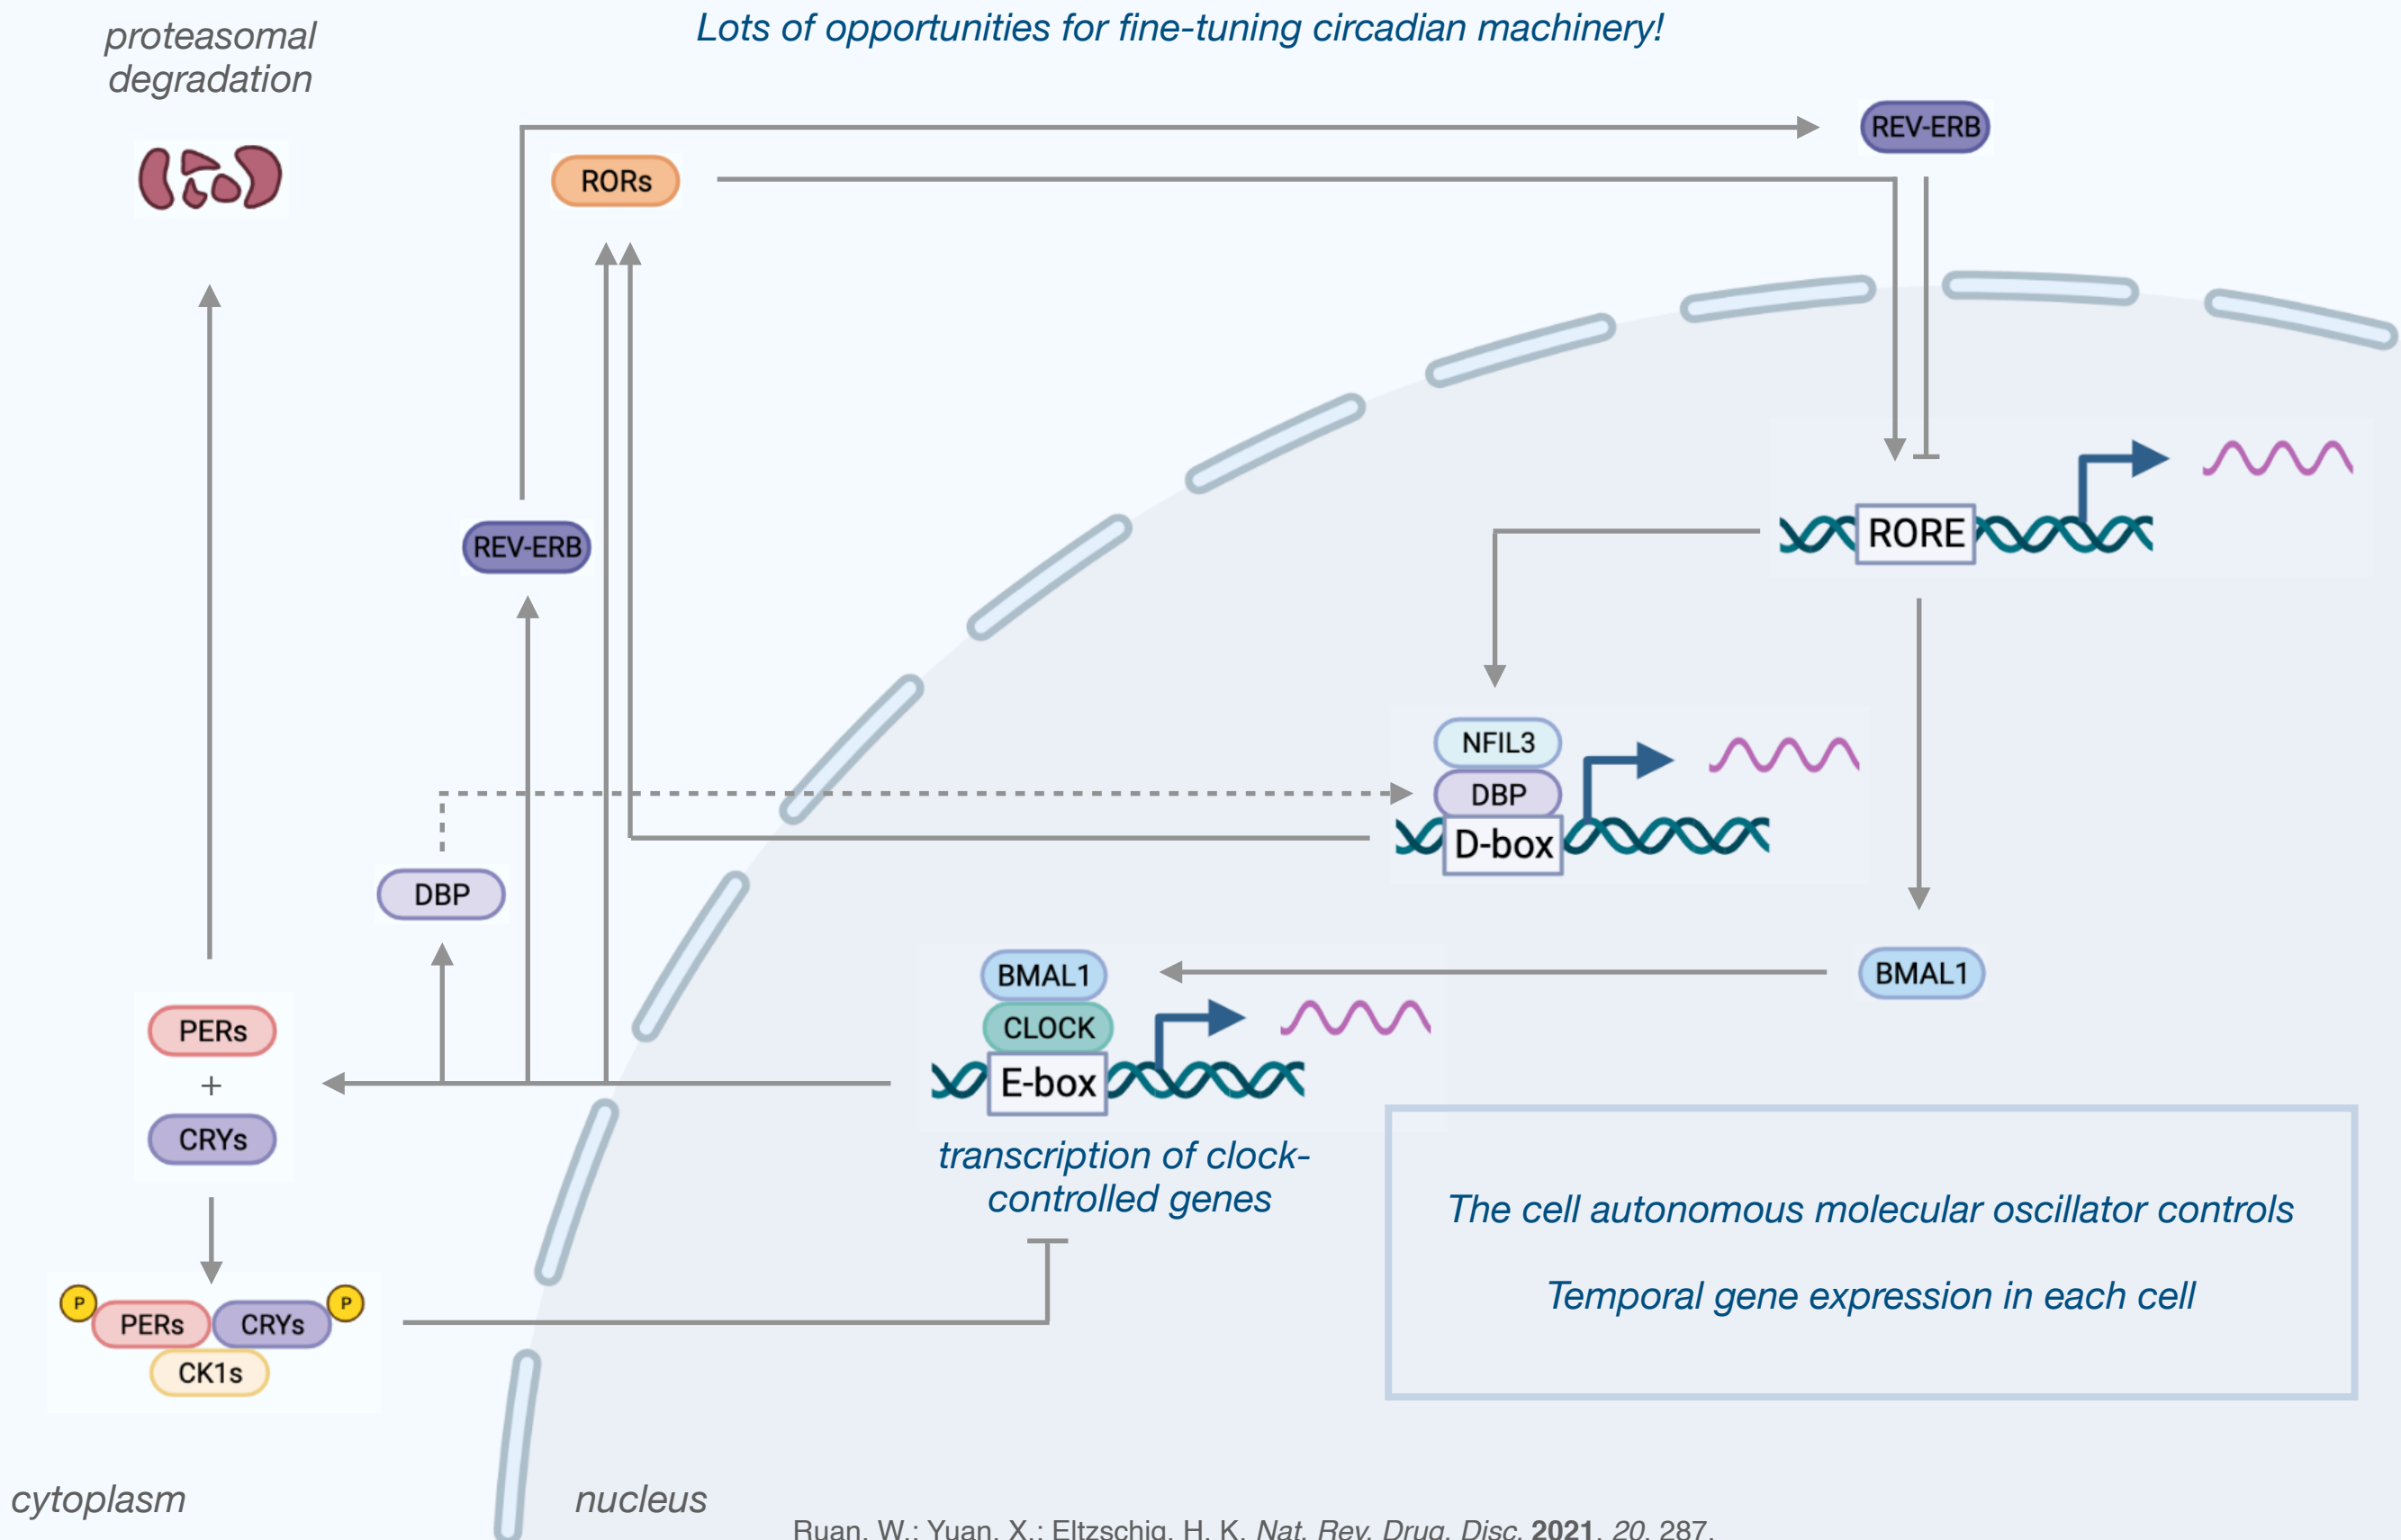 proteasomal
degradation
Lots of opportunities for fine-tuning circadian machinery!
REV-ERB
RORs
REV-ERB
RORE
NFIL3
DBP
D-box
DBP
BMAL1
CLOCK
E-box
BMAL1
PERs
+
CRYs
transcription of clock-
controlled genes
The cell autonomous molecular oscillator controls
Temporal gene expression in each cell
P
PERs
CRYs
P
CK1s
cytoplasm
nucleus
Ruan, W.; Yuan, X.; Eltzschig, H. K. Nat. Rev. Drug. Disc. 2021, 20, 287.